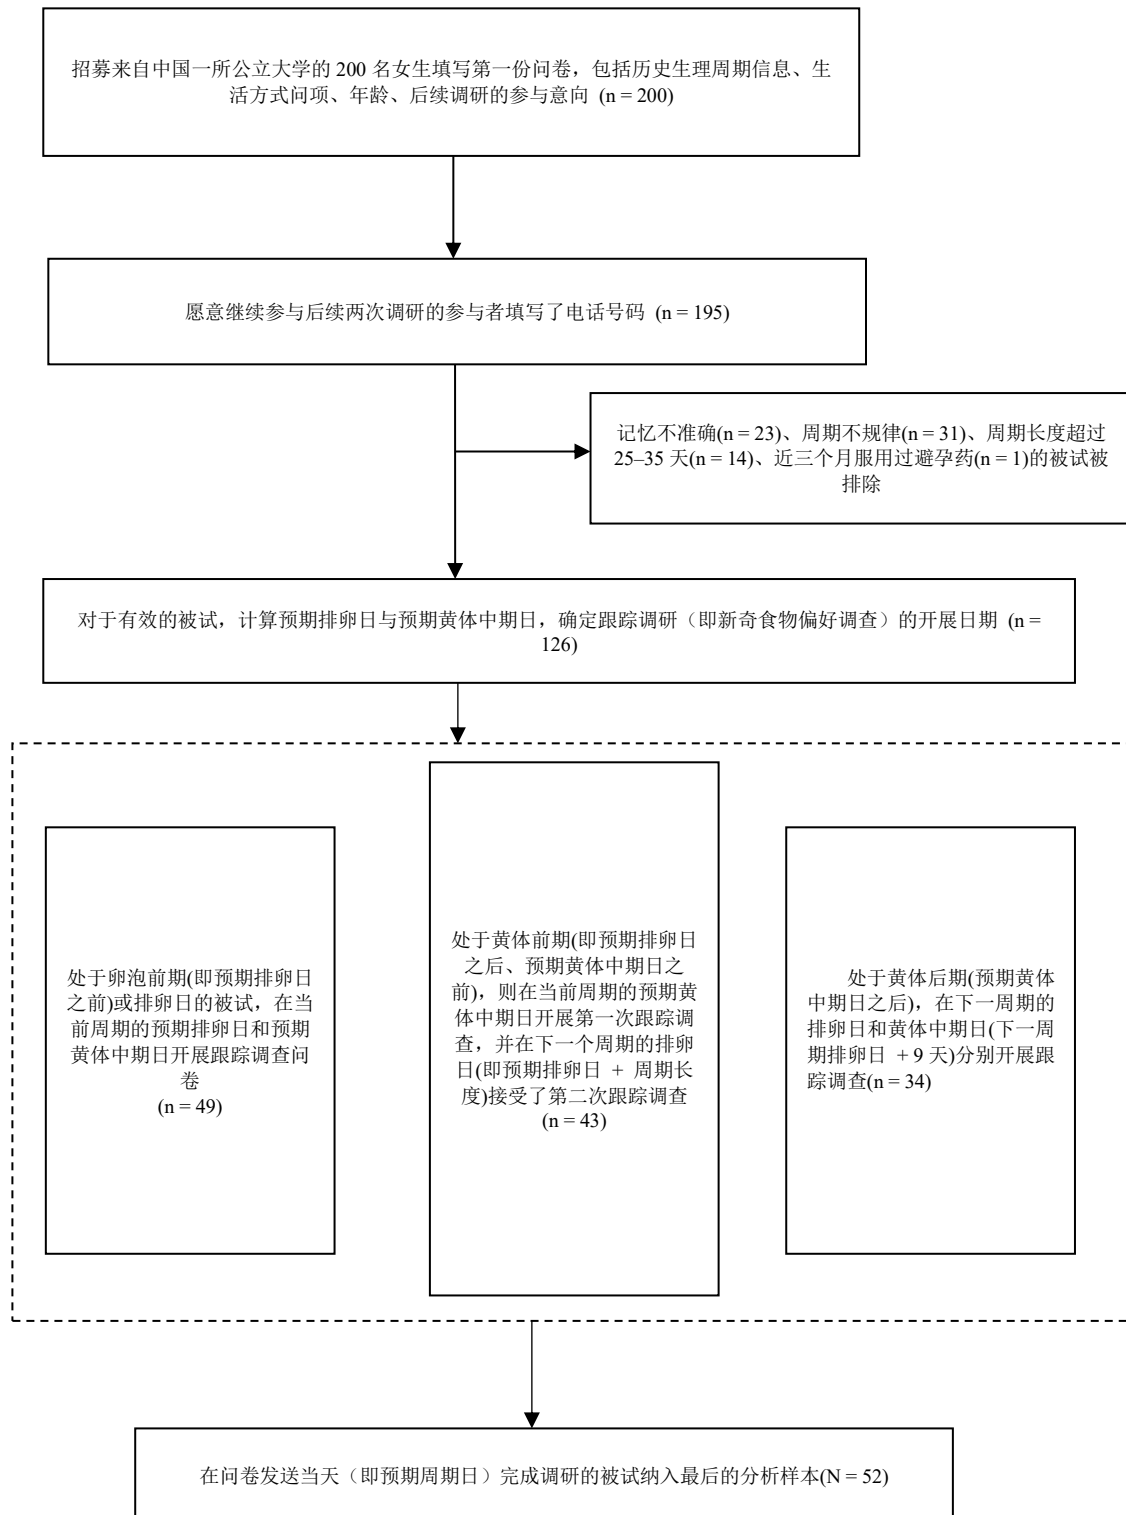 招募来自中国一所公立大学的 200 名女生填写第一份问卷，包括历史生理周期信息、生
活方式问项、年龄、后续调研的参与意向 (n = 200)
愿意继续参与后续两次调研的参与者填写了电话号码 (n = 195)
记忆不准确(n = 23)、周期不规律(n = 31)、周期长度超过
25–35 天(n = 14)、近三个月服用过避孕药(n = 1)的被试被
排除
对于有效的被试，计算预期排卵日与预期黄体中期日，确定跟踪调研（即新奇食物偏好调查）的开展日期 (n =
126)
处于卵泡前期(即预期排卵日
之前)或排卵日的被试，在当
前周期的预期排卵日和预期
黄体中期日开展跟踪调查问
卷
(n = 49)
处于黄体前期(即预期排卵日
之后、预期黄体中期日之
前)，则在当前周期的预期黄
体中期日开展第一次跟踪调
查，并在下一个周期的排卵
日(即预期排卵日 + 周期长
度)接受了第二次跟踪调查
(n = 43)
处于黄体后期(预期黄体
中期日之后)，在下一周期的
排卵日和黄体中期日(下一周
期排卵日 + 9 天)分别开展跟
踪调查(n = 34)
在问卷发送当天（即预期周期日）完成调研的被试纳入最后的分析样本(N = 52)